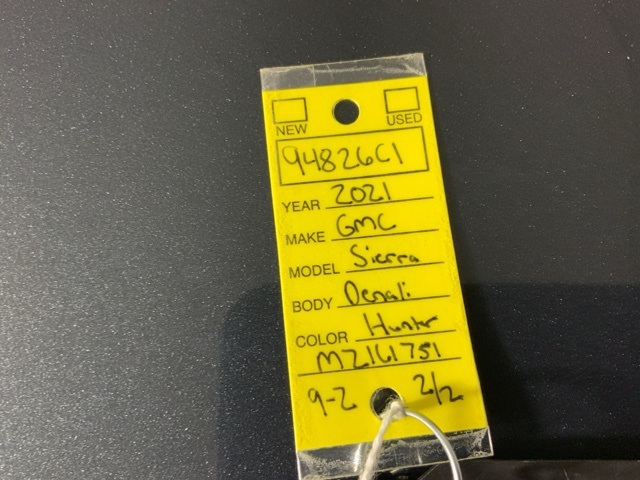 NEW USED
94826C1
YEAR 2021
MAKE GMC
MODEL Sierra
BODY Denali
COLOR Hunter
MZ161751
9-2 2/2